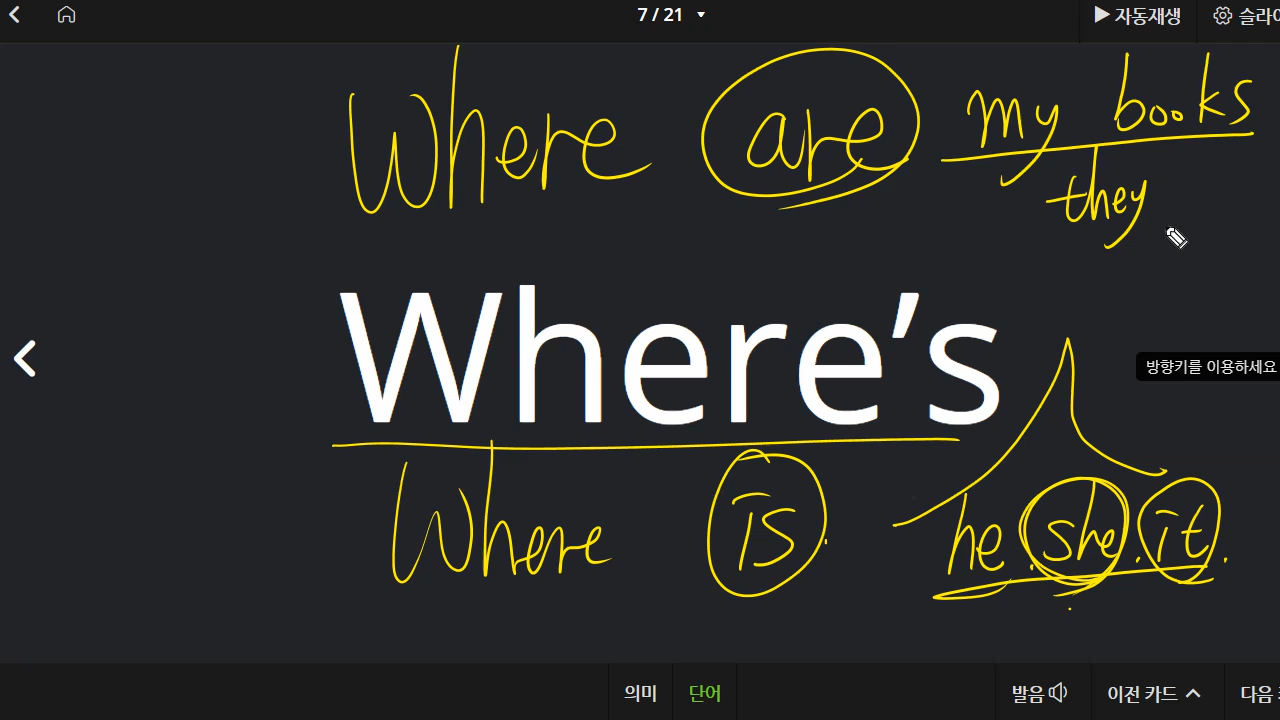 7 / 21
자동재생
Where are my books
they
Where's
방향키를 이용하세요
Where is. he. she. it.
의미
단어
발음
이전 카드
다음